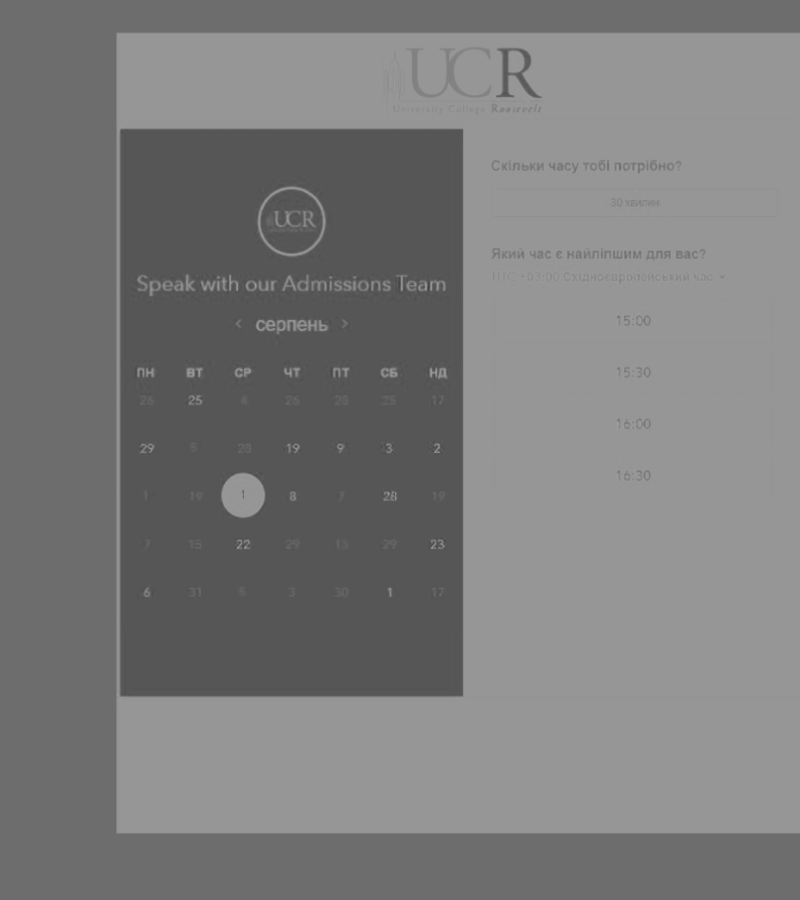 UCR
University College Roosevelt
UCR
Speak with our Admissions Team
< серпень >
ПН ВТ СР ЧТ ПТ СБ НД
26 25 8 26 23 25 17
29 5 28 19 9 3 2
1 19 1 8 7 28 19
7 15 22 29 13 29 23
6 31 5 3 30 1 17
Скільки часу тобі потрібно?
30 хвилин
Який час є найліпшим для вас?
UTC +03:00 Східноєвропейський час
15:00
15:30
16:00
16:30